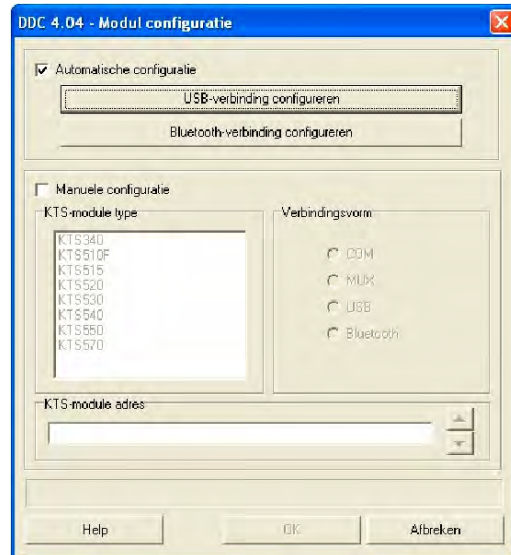 DDC 4.04 - Modul configuratie
Automatische configuratie
USB-verbinding configureren
Bluetooth-verbinding configureren
Manuele configuratie
KTS-module type
KTS340
KTS510F
KTS515
KTS520
KTS530
KTS540
KTS550
KTS570
Verbindingsvorm
COM
MUX
USB
Bluetooth
KTS-module adres
Help
OK
Afbreken